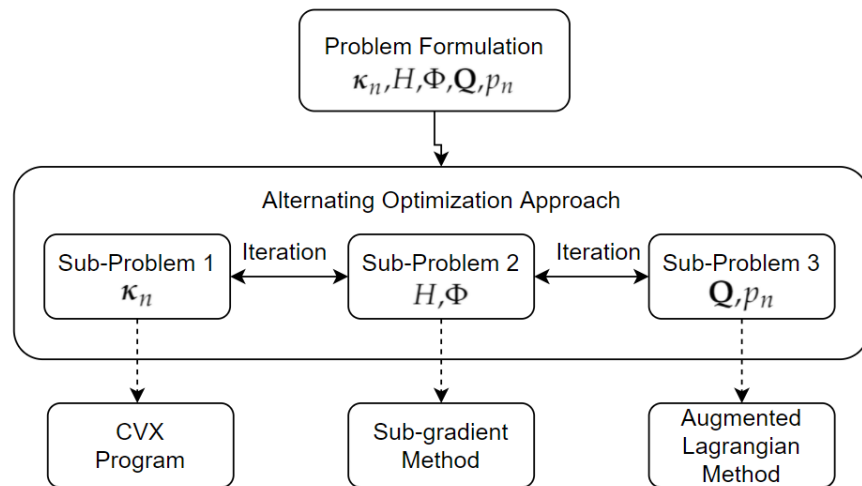 Problem Formulation
κₙ,H,Φ,Q,pₙ
Alternating Optimization Approach
Sub-Problem 1
κₙ
Iteration
Sub-Problem 2
H,Φ
Iteration
Sub-Problem 3
Q,pₙ
CVX
Program
Sub-gradient
Method
Augmented
Lagrangian
Method